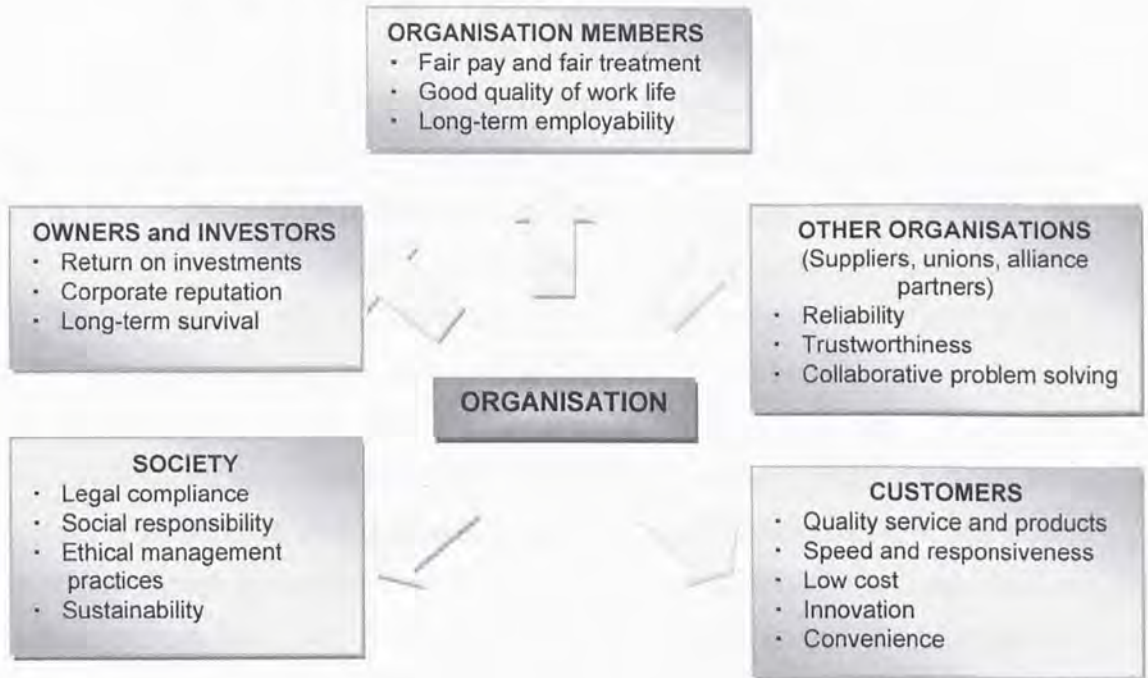 ORGANISATION MEMBERS
· Fair pay and fair treatment
· Good quality of work life
· Long-term employability
OWNERS and INVESTORS
· Return on investments
· Corporate reputation
· Long-term survival
OTHER ORGANISATIONS
(Suppliers, unions, alliance
partners)
· Reliability
· Trustworthiness
· Collaborative problem solving
ORGANISATION
SOCIETY
· Legal compliance
· Social responsibility
· Ethical management
practices
· Sustainability
CUSTOMERS
· Quality service and products
· Speed and responsiveness
· Low cost
· Innovation
· Convenience